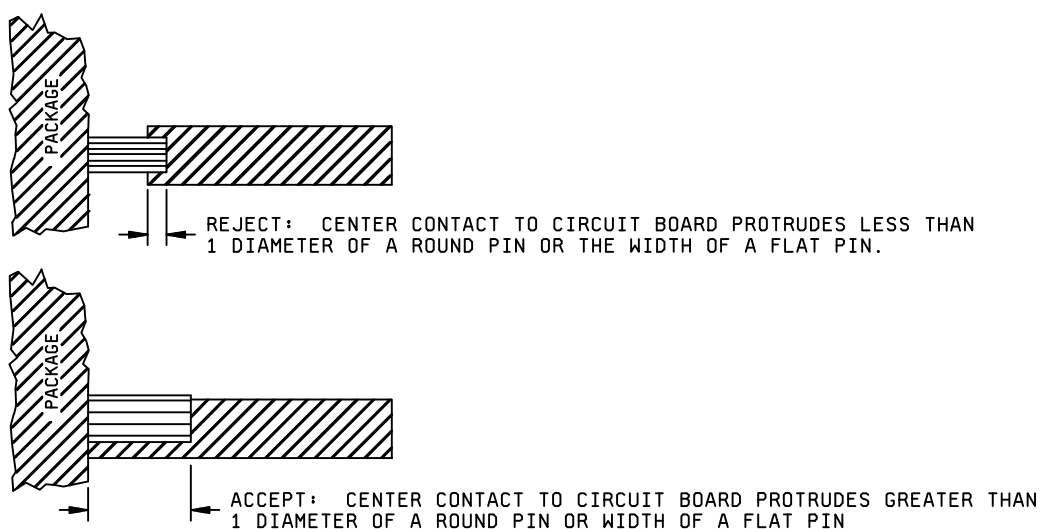 PACKAGE
REJECT: CENTER CONTACT TO CIRCUIT BOARD PROTRUDES LESS THAN
1 DIAMETER OF A ROUND PIN OR THE WIDTH OF A FLAT PIN.
PACKAGE
ACCEPT: CENTER CONTACT TO CIRCUIT BOARD PROTRUDES GREATER THAN
1 DIAMETER OF A ROUND PIN OR WIDTH OF A FLAT PIN